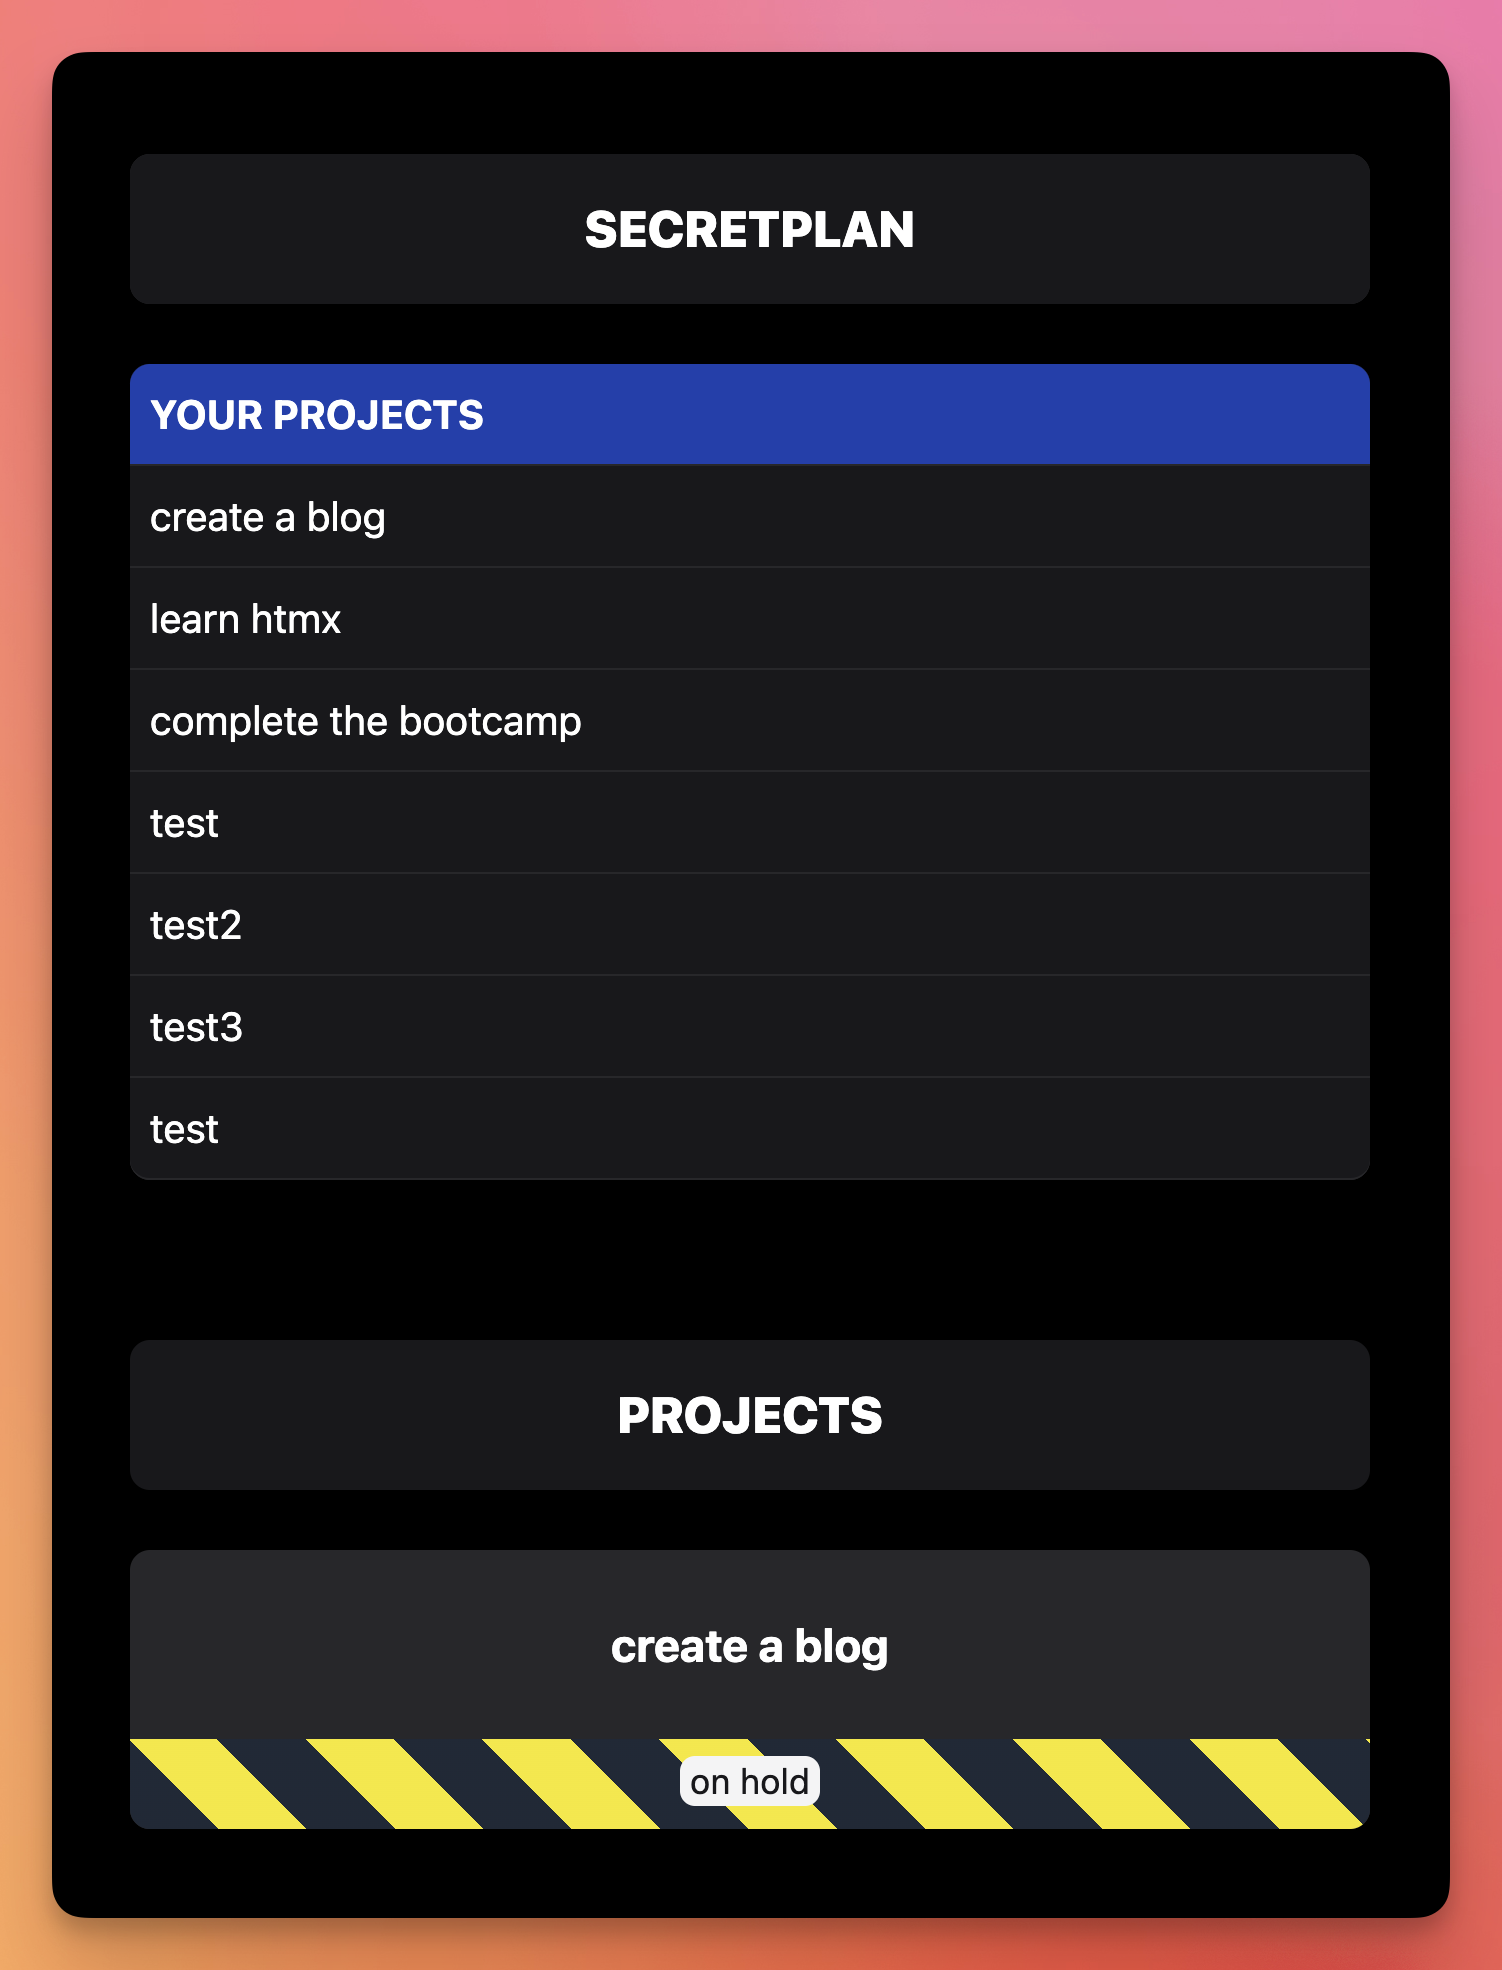 SECRETPLAN
YOUR PROJECTS
create a blog
learn htmx
complete the bootcamp
test
test2
test3
test
PROJECTS
create a blog
on hold